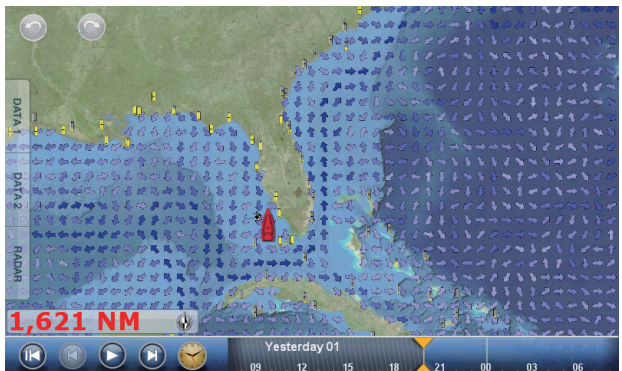 DATA 1
DATA 2
RADAR
1,621 NM
Yesterday 01
09 12 15 18 21 00 03 06